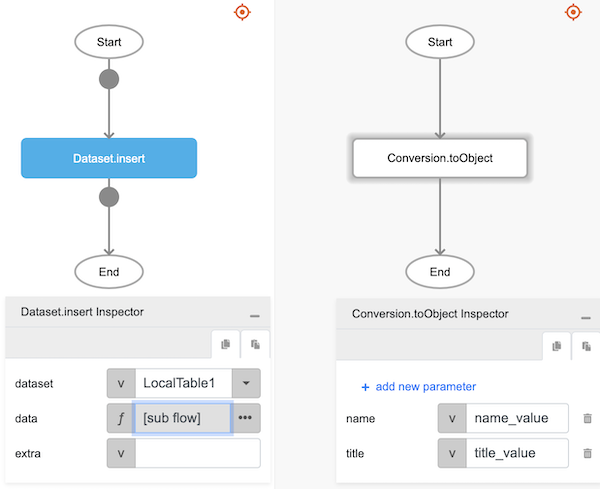 Start
Dataset.insert
End
Dataset.insert Inspector
dataset v LocalTable1
data ƒ [sub flow] •••
extra v
Start
Conversion.toObject
End
Conversion.toObject Inspector
+ add new parameter
name v name_value
title v title_value